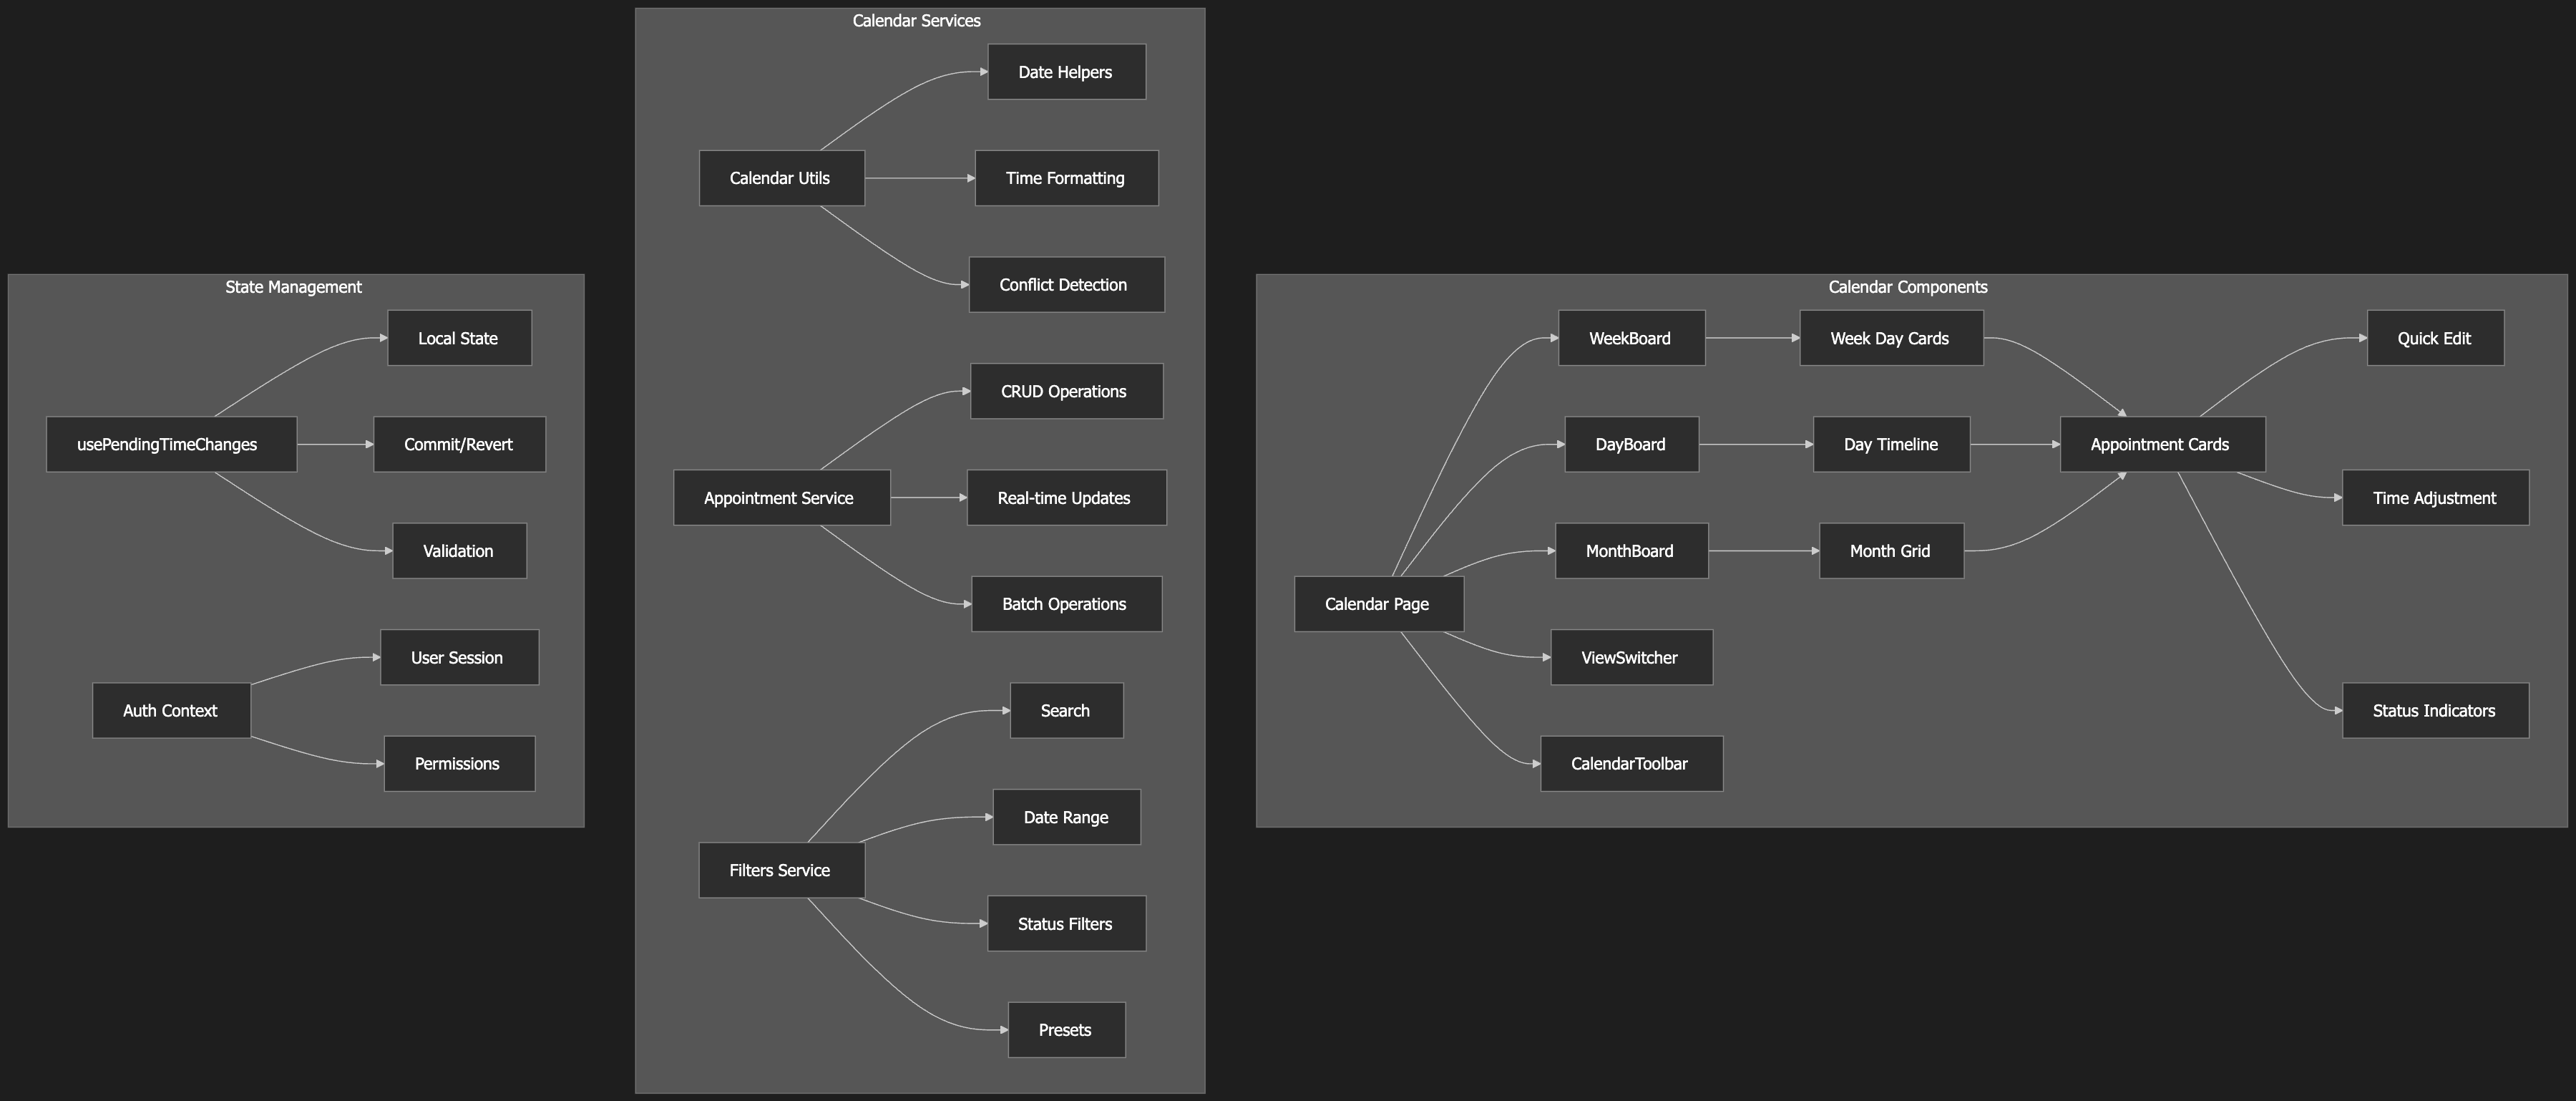 State Management
usePendingTimeChanges
Local State
Commit/Revert
Validation
Auth Context
User Session
Permissions
Calendar Services
Calendar Utils
Date Helpers
Time Formatting
Conflict Detection
Appointment Service
CRUD Operations
Real-time Updates
Batch Operations
Filters Service
Search
Date Range
Status Filters
Presets
Calendar Components
Calendar Page
WeekBoard
DayBoard
MonthBoard
ViewSwitcher
CalendarToolbar
Week Day Cards
Day Timeline
Month Grid
Appointment Cards
Quick Edit
Time Adjustment
Status Indicators